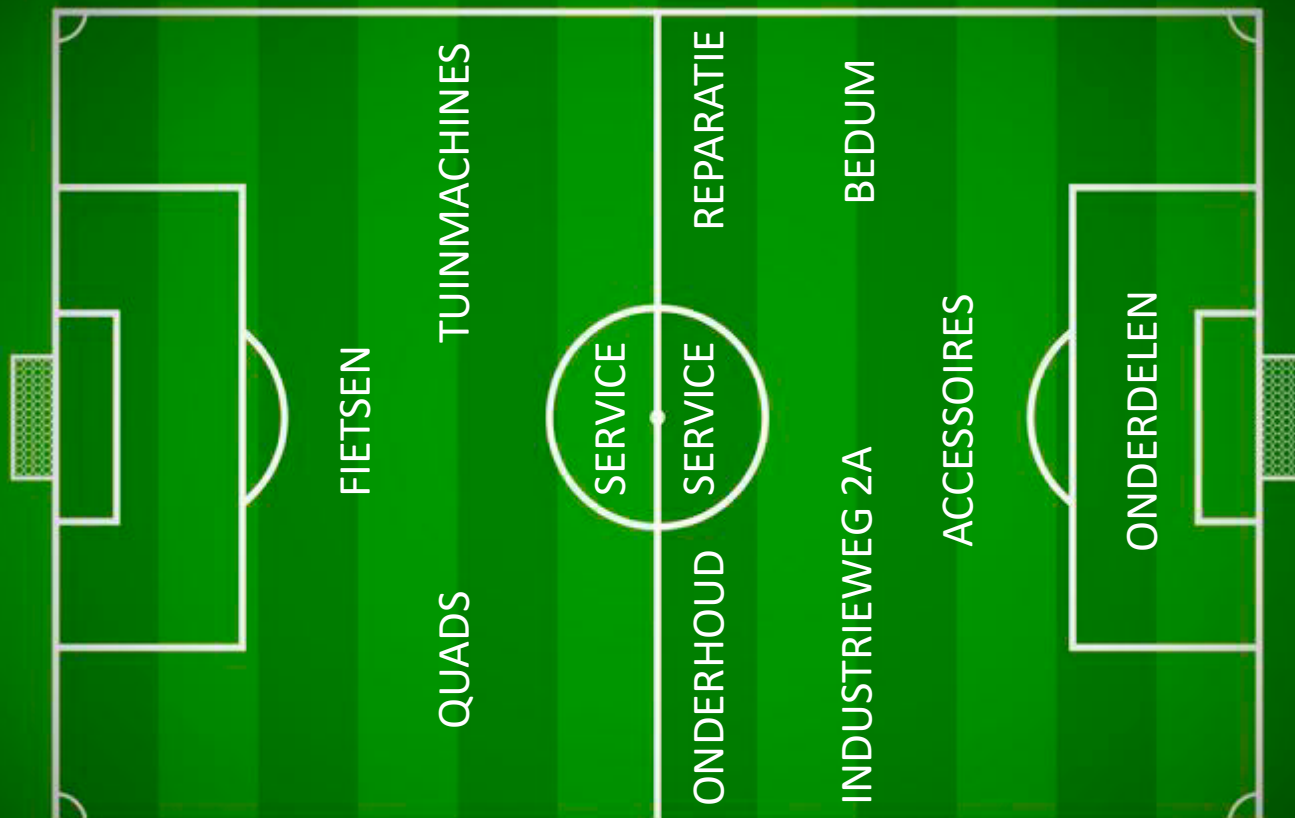 FIETSEN
QUADS TUINMACHINES
SERVICE
ONDERHOUD SERVICE REPARATIE
INDUSTRIEWEG 2A BEDUM
ACCESSOIRES
ONDERDELEN